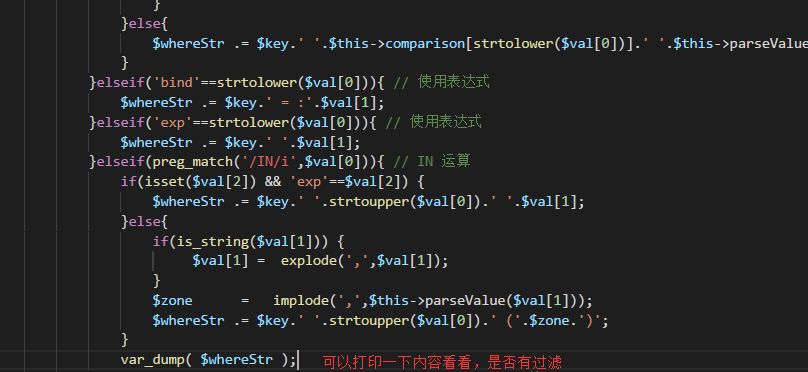 }
}else{
$whereStr .= $key.' '.$this->comparison[strtolower($val[0])].' '.$this->parseValue
}
}elseif('bind'==strtolower($val[0])){ // 使用表达式
$whereStr .= $key.' = :'.$val[1];
}elseif('exp'==strtolower($val[0])){ // 使用表达式
$whereStr .= $key.' '.$val[1];
}elseif(preg_match('/IN/i',$val[0])){ // IN 运算
if(isset($val[2]) && 'exp'==$val[2]) {
$whereStr .= $key.' '.strtoupper($val[0]).' '.$val[1];
}else{
if(is_string($val[1])) {
$val[1] =  explode(',',$val[1]);
}
$zone      =   implode(',',$this->parseValue($val[1]));
$whereStr .= $key.' '.strtoupper($val[0]).' ('.$zone.')';
}
var_dump( $whereStr ); 可以打印一下内容看看，是否有过滤